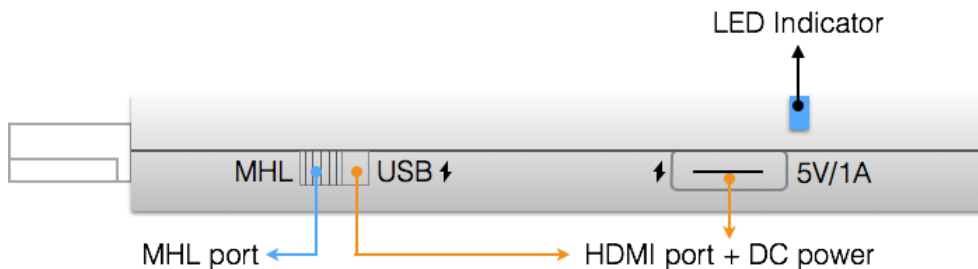 LED Indicator
MHL USB 5V/1A
MHL port HDMI port + DC power